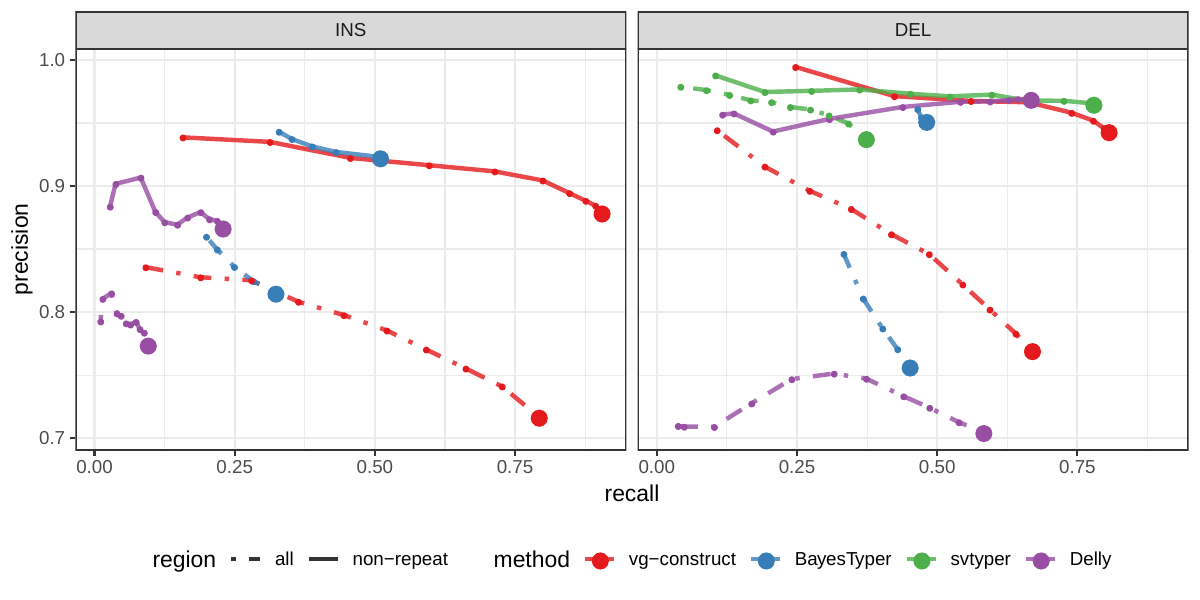 INS
DEL
1.0
0.9
0.8
0.7
precision
0.00
0.25
0.50
0.75
0.00
0.25
0.50
0.75
recall
region all non−repeat method vg−construct BayesTyper svtyper Delly